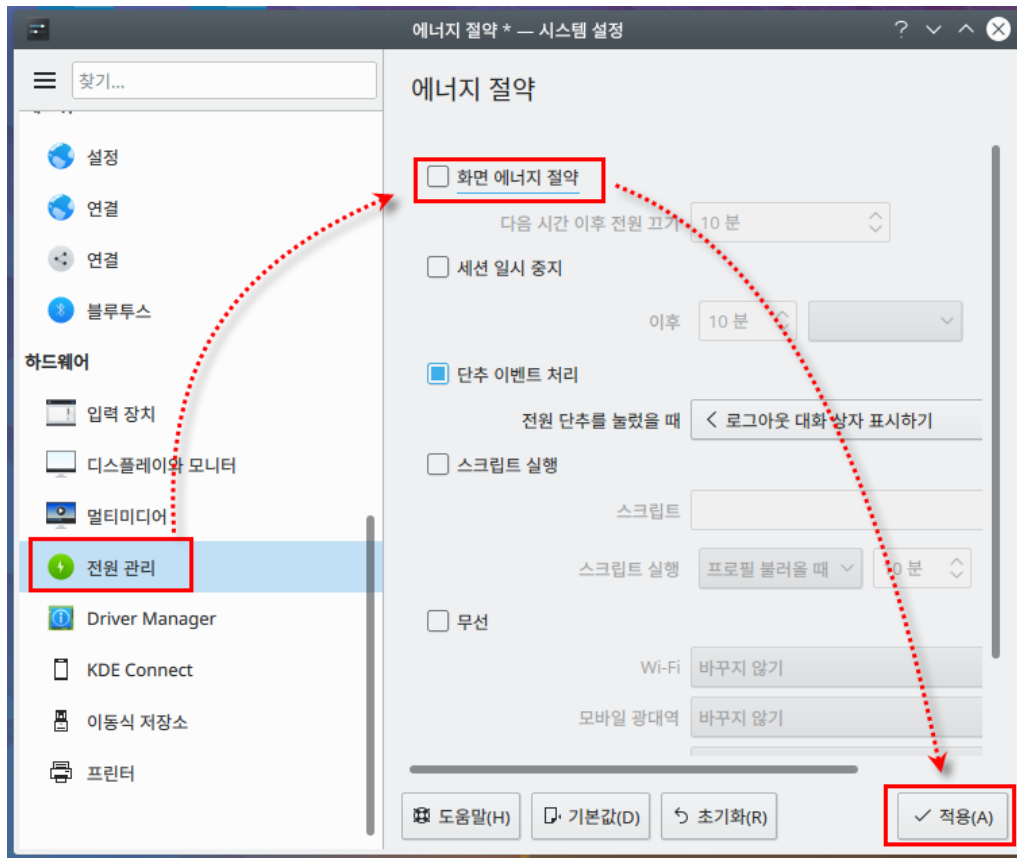 에너지 절약 * — 시스템 설정
찾기...
설정
연결
연결
블루투스
하드웨어
입력 장치
디스플레이와 모니터
멀티미디어
전원 관리
Driver Manager
KDE Connect
이동식 저장소
프린터
에너지 절약
화면 에너지 절약
다음 시간 이후 전원 끄기 10 분
세션 일시 중지
이후 10 분
단추 이벤트 처리
전원 단추를 눌렀을 때 로그아웃 대화 상자 표시하기
스크립트 실행
스크립트
스크립트 실행 프로필 불러올 때 10 분
무선
Wi-Fi 바꾸지 않기
모바일 광대역 바꾸지 않기
도움말(H) 기본값(D) 초기화(R) 적용(A)